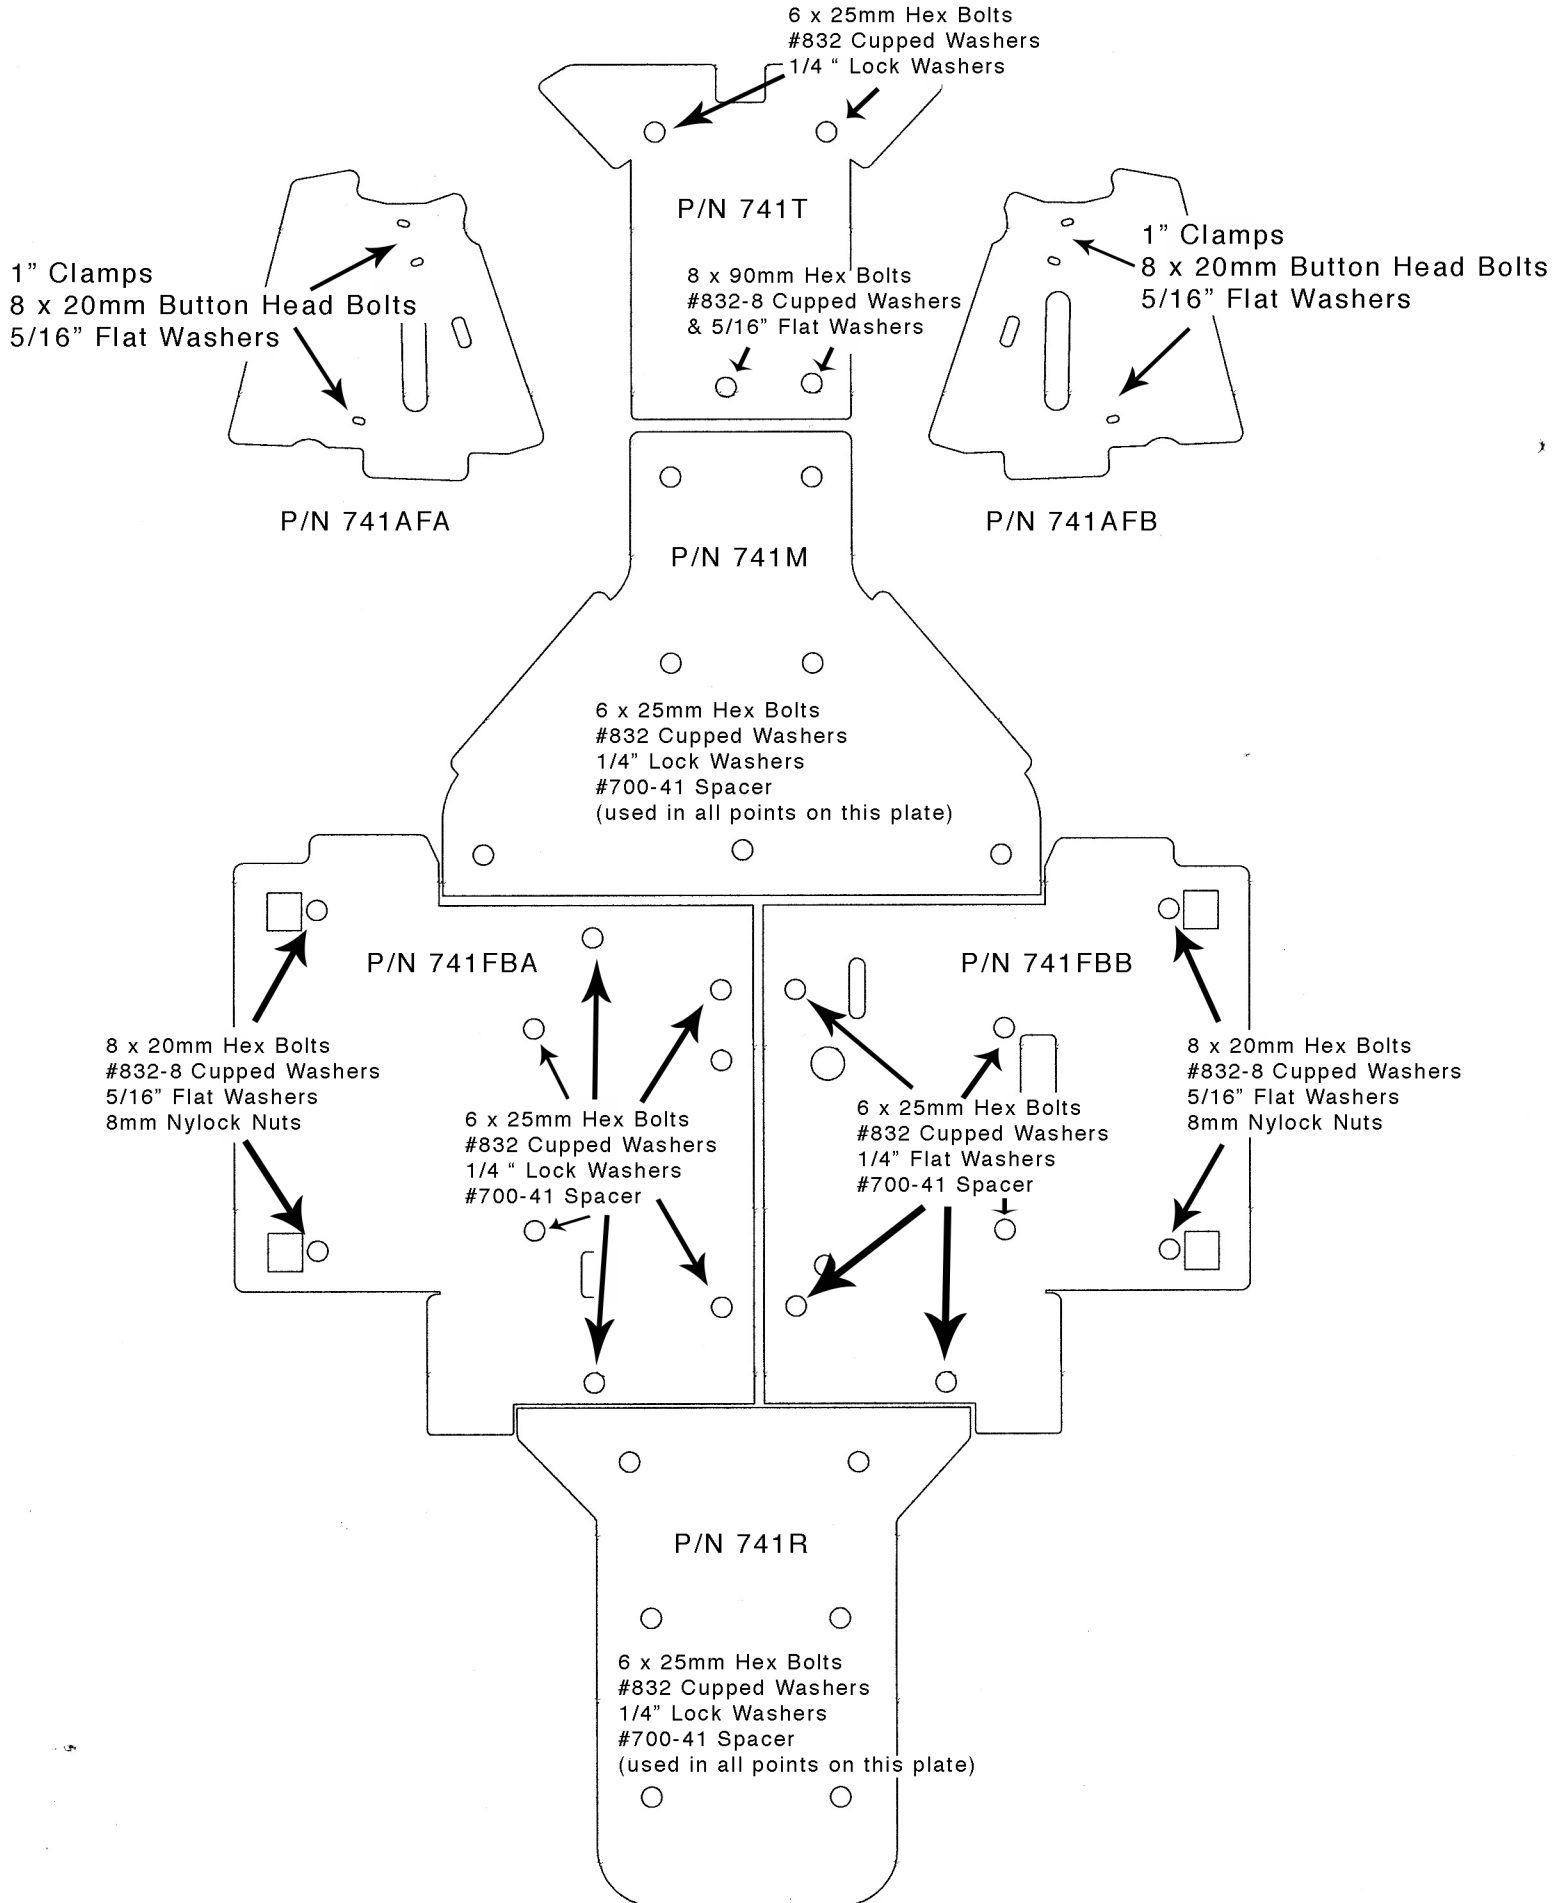 6 x 25mm Hex Bolts
#832 Cupped Washers
1/4 “ Lock Washers
P/N 741T
1” Clamps
8 x 20mm Button Head Bolts
5/16” Flat Washers
8 x 90mm Hex Bolts
#832-8 Cupped Washers
& 5/16” Flat Washers
1” Clamps
8 x 20mm Button Head Bolts
5/16” Flat Washers
P/N 741AFA
P/N 741AFB
P/N 741M
6 x 25mm Hex Bolts
#832 Cupped Washers
1/4” Lock Washers
#700-41 Spacer
(used in all points on this plate)
P/N 741FBA
P/N 741FBB
8 x 20mm Hex Bolts
#832-8 Cupped Washers
5/16” Flat Washers
8mm Nylock Nuts
6 x 25mm Hex Bolts
#832 Cupped Washers
1/4 “ Lock Washers
#700-41 Spacer
6 x 25mm Hex Bolts
#832 Cupped Washers
1/4” Flat Washers
#700-41 Spacer
8 x 20mm Hex Bolts
#832-8 Cupped Washers
5/16” Flat Washers
8mm Nylock Nuts
P/N 741R
6 x 25mm Hex Bolts
#832 Cupped Washers
1/4” Lock Washers
#700-41 Spacer
(used in all points on this plate)